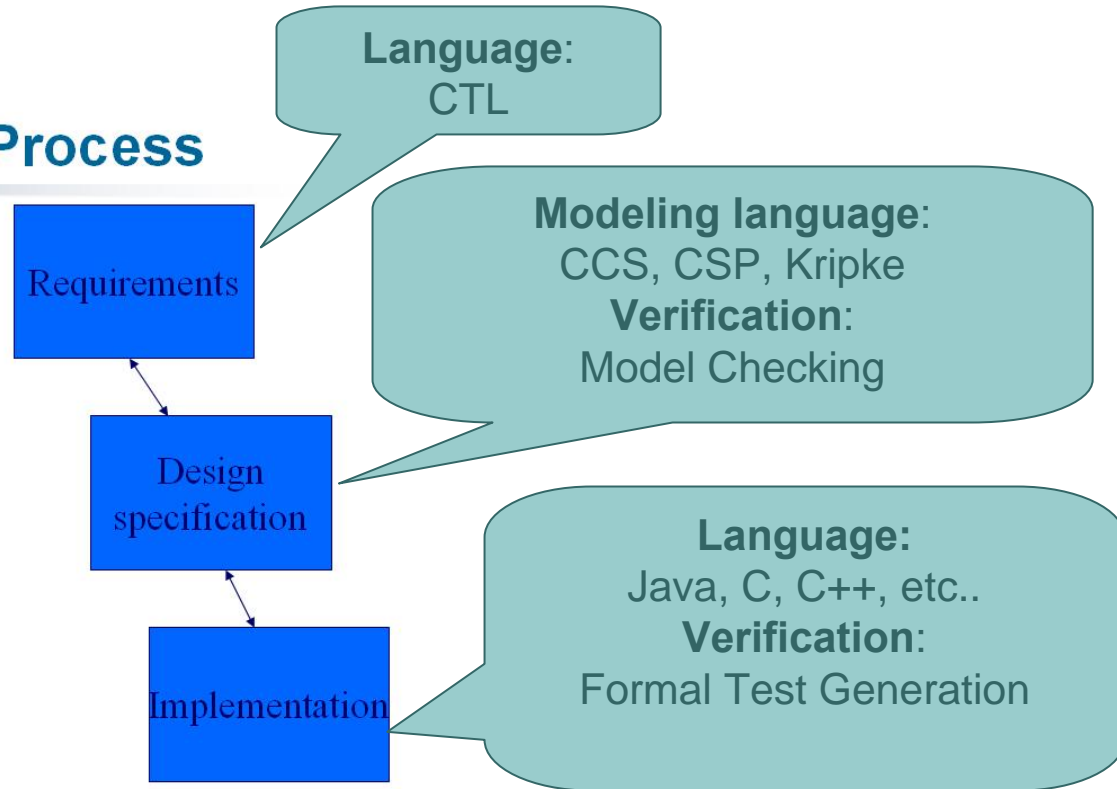 Language:
CTL
Process
Requirements
Modeling language:
CCS, CSP, Kripke
Verification:
Model Checking
Design
specification
Language:
Java, C, C++, etc..
Verification:
Formal Test Generation
Implementation